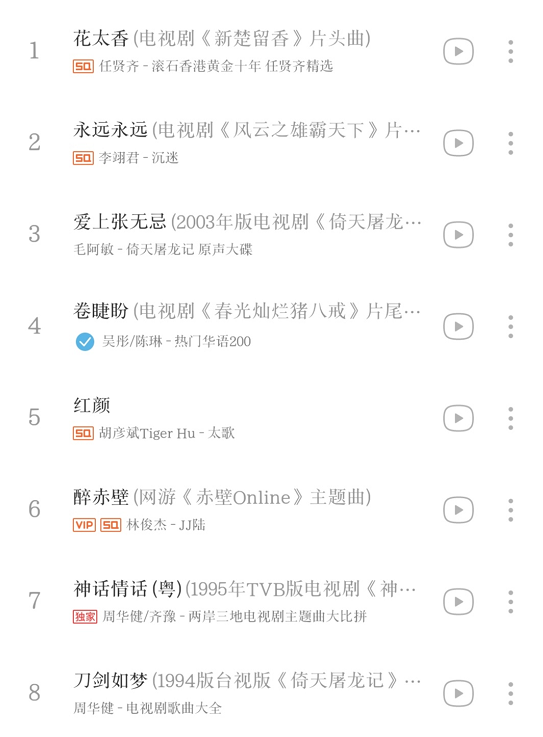 1
花太香 (电视剧《新楚留香》片头曲)
SQ 任贤齐 - 滚石香港黄金十年 任贤齐精选
2
永远永远 (电视剧《风云之雄霸天下》片…
SQ 李翊君 - 沉迷
3
爱上张无忌 (2003年版电视剧《倚天屠龙…
毛阿敏 - 倚天屠龙记 原声大碟
4
卷睫盼 (电视剧《春光灿烂猪八戒》片尾…
吴彤/陈琳 - 热门华语200
5
红颜
SQ 胡彦斌Tiger Hu - 太歌
6
醉赤壁 (网游《赤壁Online》主题曲)
VIP SQ 林俊杰 - JJ陆
7
神话情话 (粤) (1995年TVB版电视剧《神…
独家 周华健/齐豫 - 两岸三地电视剧主题曲大比拼
8
刀剑如梦 (1994版台视版《倚天屠龙记》…
周华健 - 电视剧歌曲大全